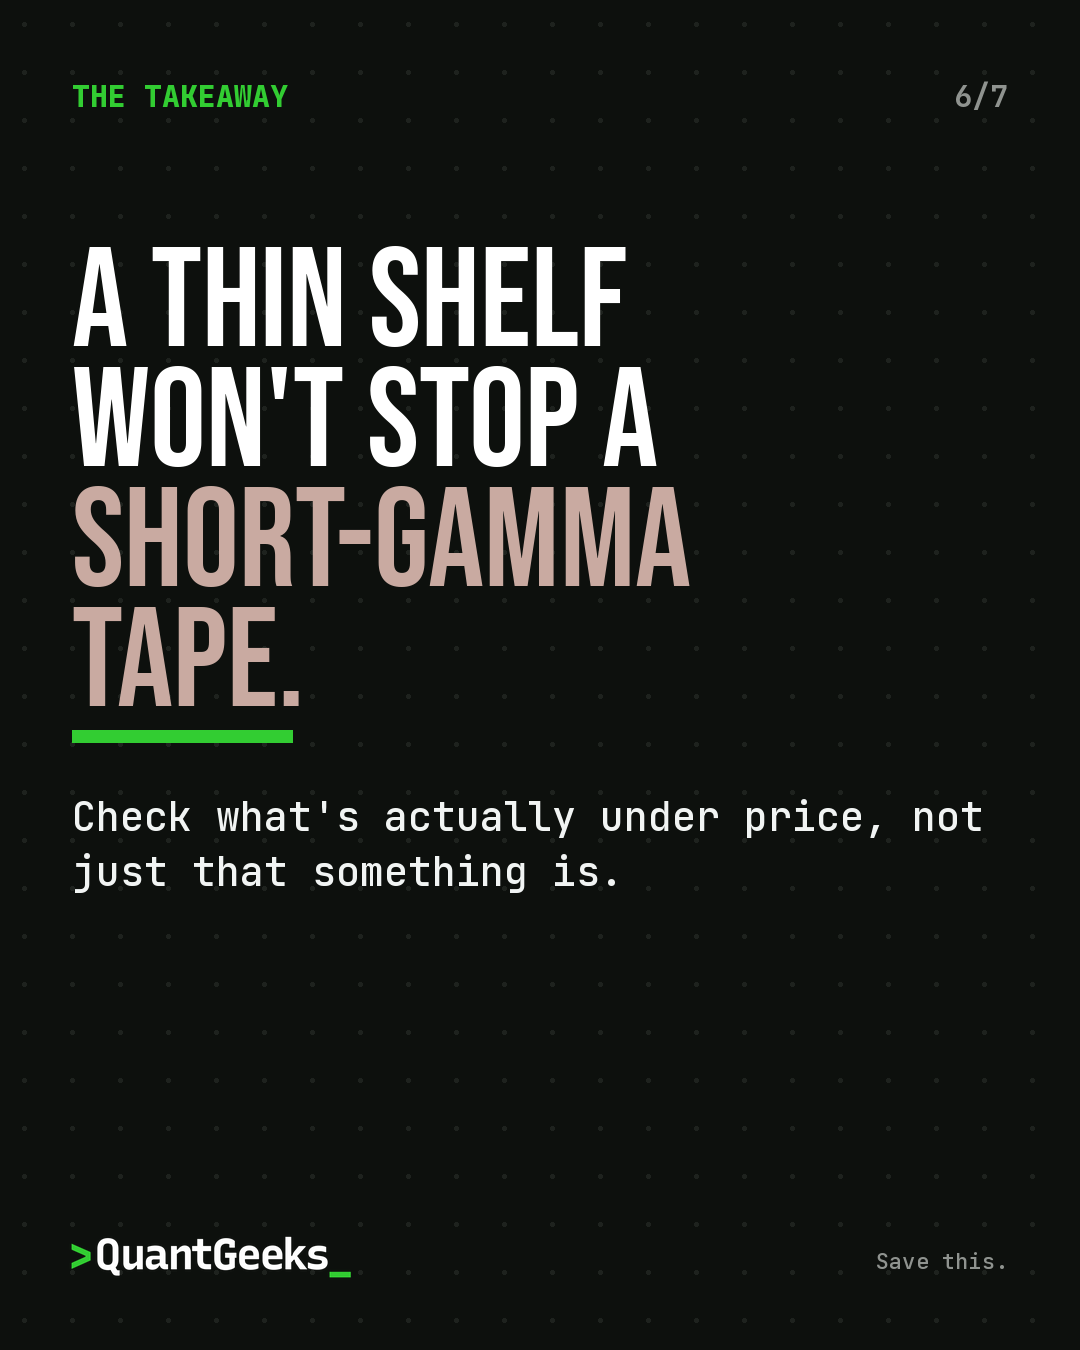 THE TAKEAWAY
6/7
A THIN SHELF
WON'T STOP A
SHORT-GAMMA
TAPE.
Check what's actually under price, not
just that something is.
>QuantGeeks_
Save this.